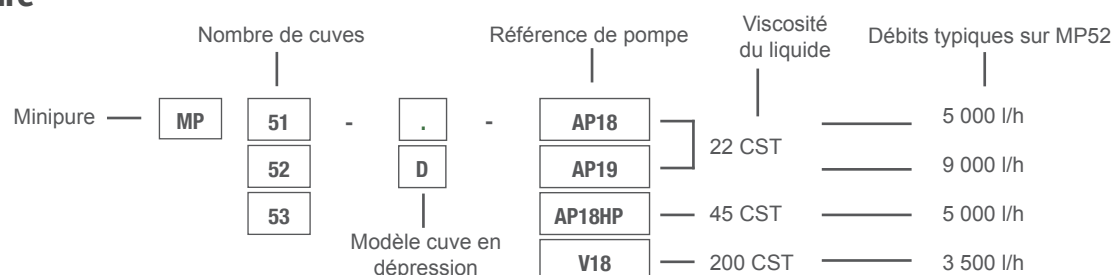 Nombre de cuves Référence de pompe Viscosité du liquide Débits typiques sur MP52
Minipure MP 51 - . - AP18 5 000 l/h
22 CST
52 D AP19 9 000 l/h
53 AP18HP 45 CST 5 000 l/h
Modèle cuve en dépression
V18 200 CST 3 500 l/h